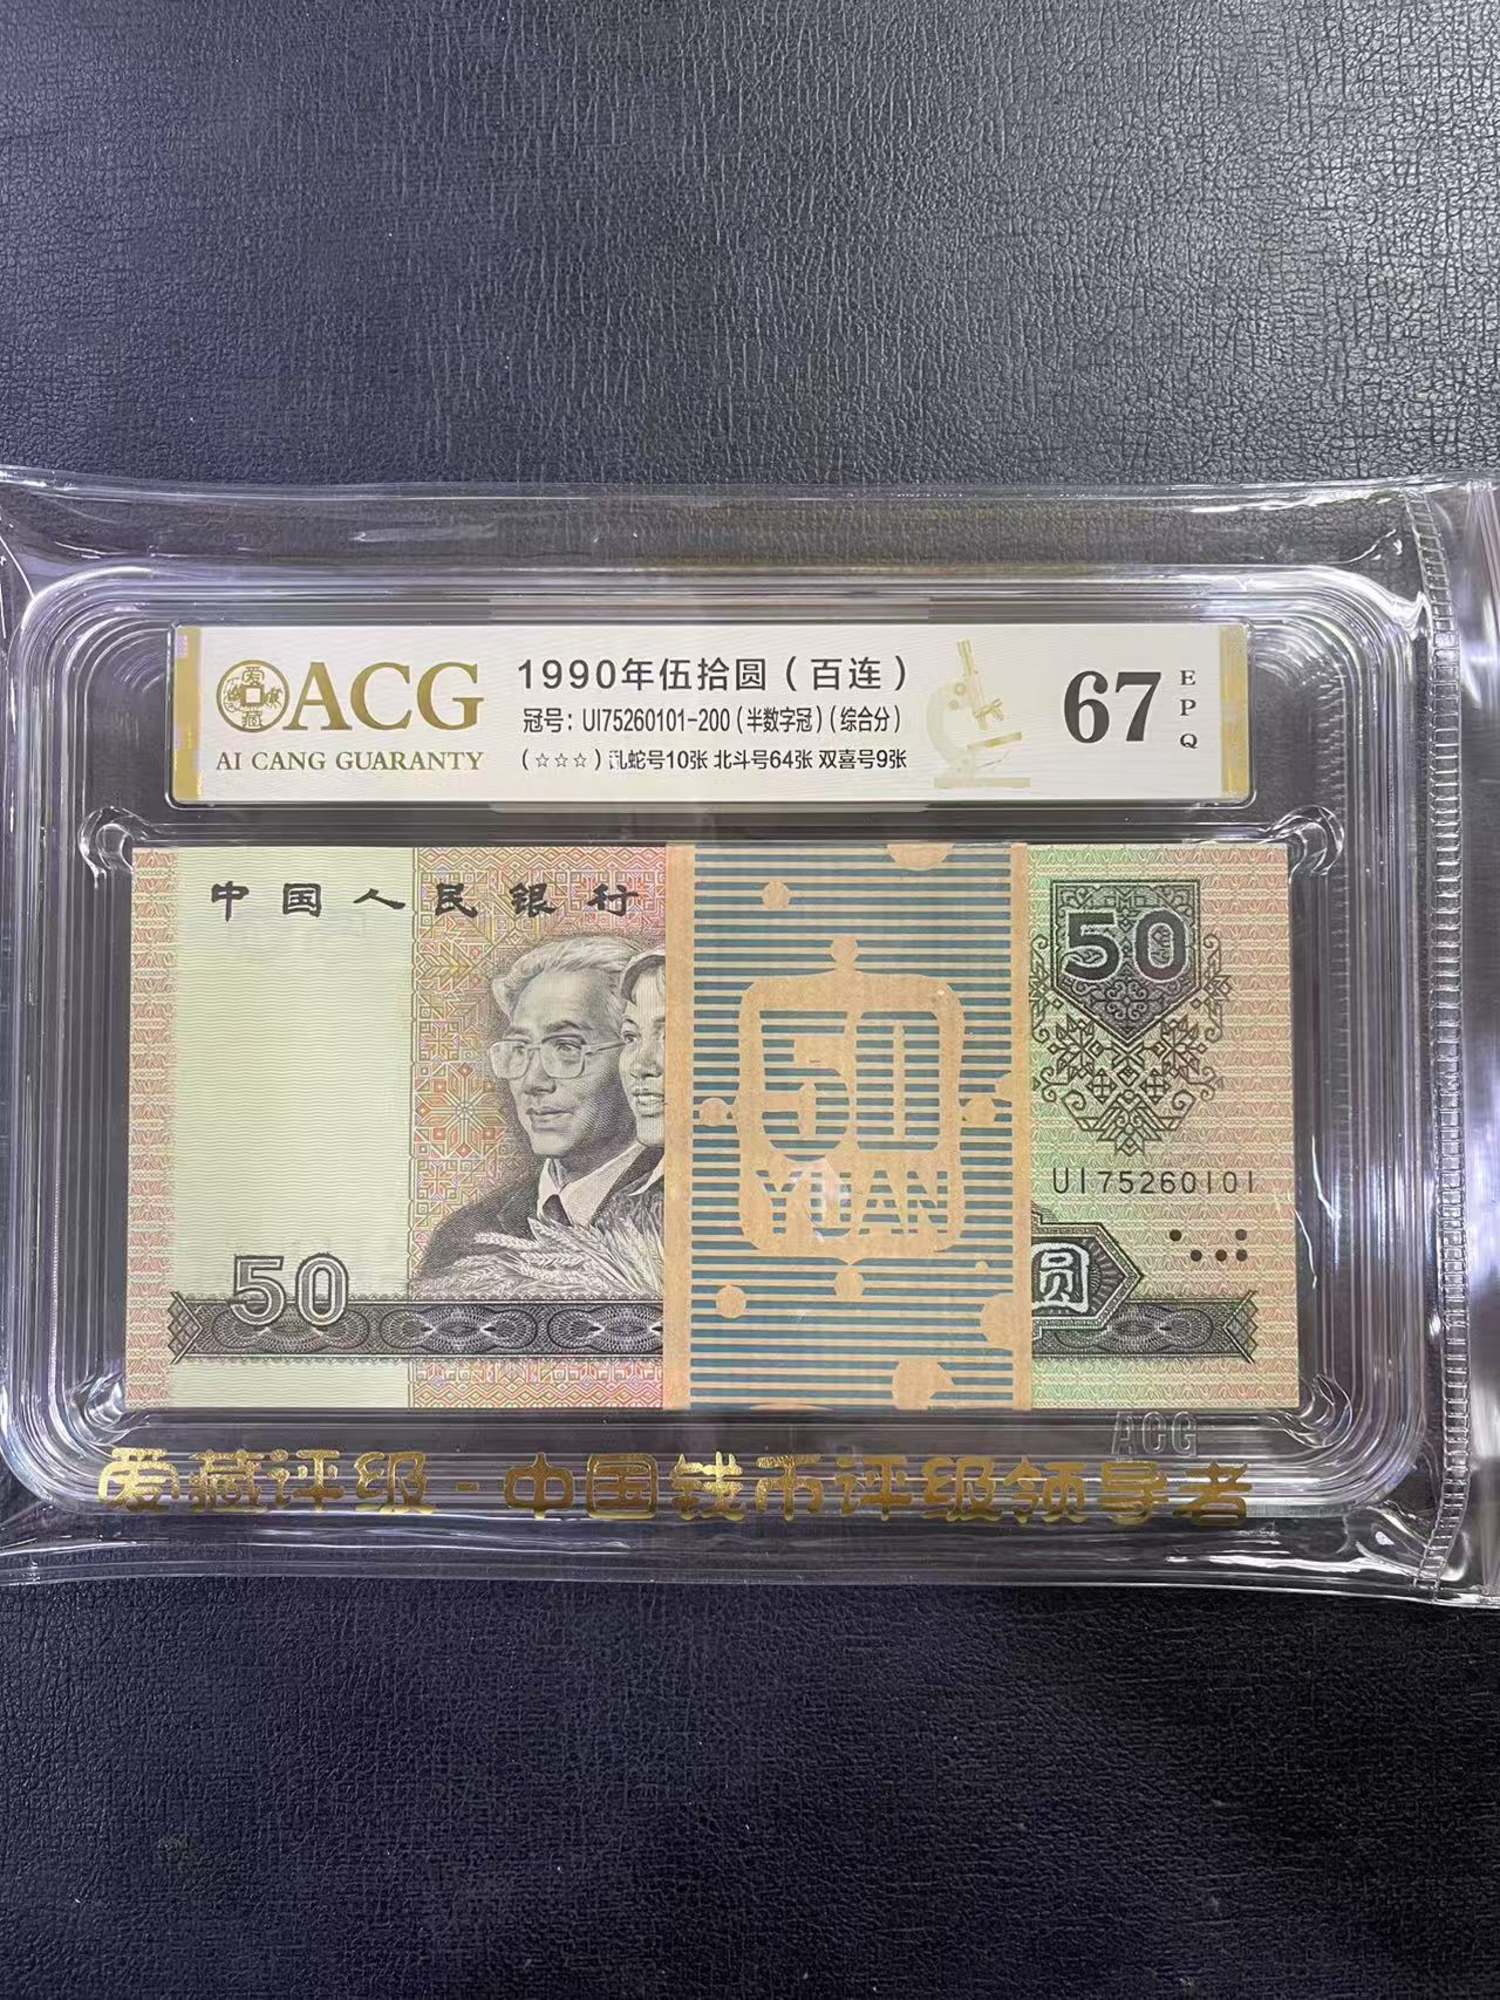 爱藏
ACG
AI CANG GUARANTY
1990年伍拾圆（百连）
冠号：UI75260101-200（半数字冠）（综合分）
（☆☆☆）乱蛇号10张 北斗号64张 双喜号9张
67
EPQ
中国人民银行
50
50
50
YUAN
UI75260101
圆
ACG
爱藏评级-中国钱币评级领导者